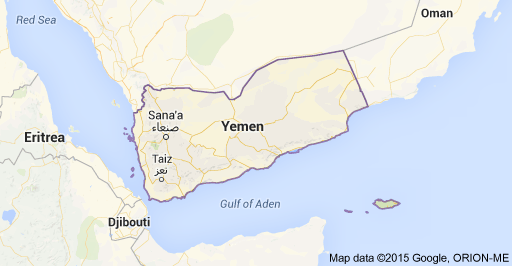 Red Sea
Oman
Sana'a
صنعاء
Yemen
Eritrea
Taiz
تعز
Gulf of Aden
Djibouti
Map data ©2015 Google, ORION-ME